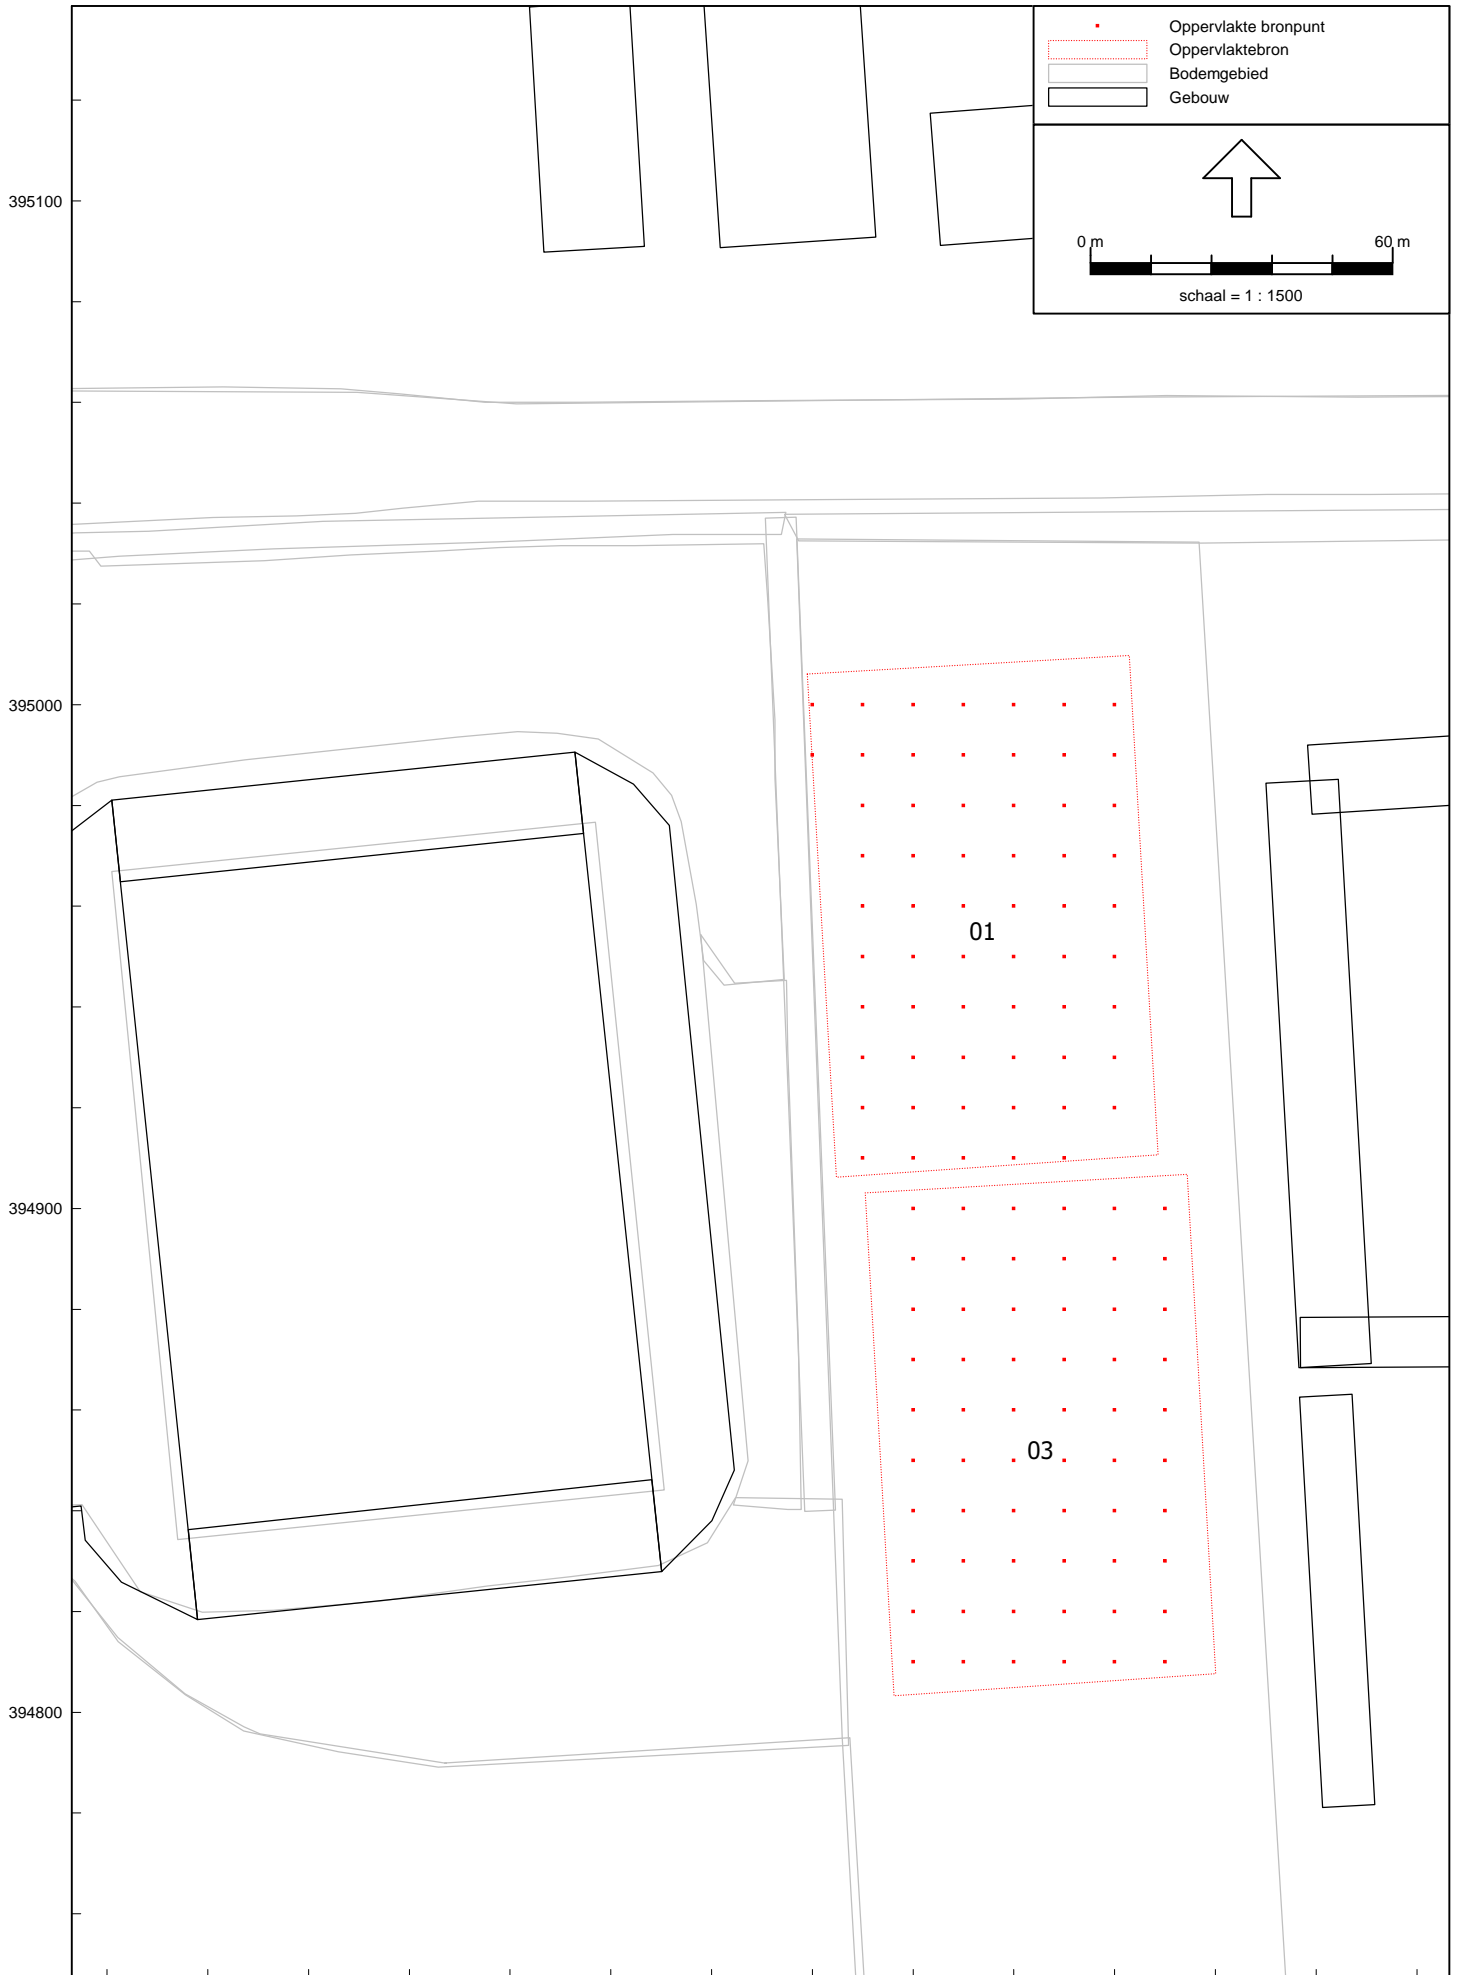 Oppervlakte bronpunt
Oppervlaktebron
Bodemgebied
Gebouw
395100
0 m 60 m
schaal = 1 : 1500
395000
01
394900
03
394800